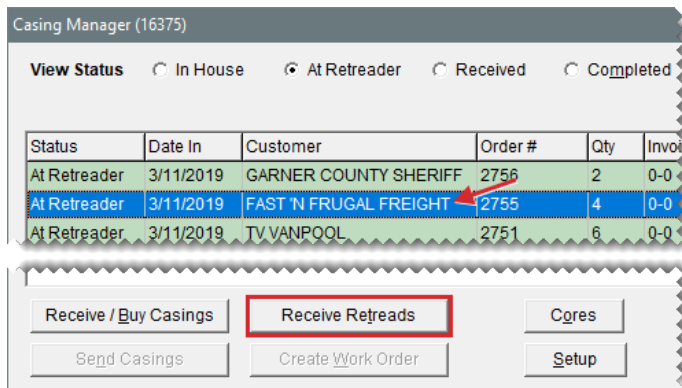 Casing Manager (16375)
View Status In House At Retreader Received Completed
Status Date In Customer Order # Qty Invoi
At Retreader 3/11/2019 GARNER COUNTY SHERIFF 2756 2 0-0
At Retreader 3/11/2019 FAST 'N FRUGAL FREIGHT 2755 4 0-0
At Retreader 3/11/2019 TV VANPOOL 2751 6 0-0
Receive / Buy Casings Receive Retreads Cores
Send Casings Create Work Order Setup